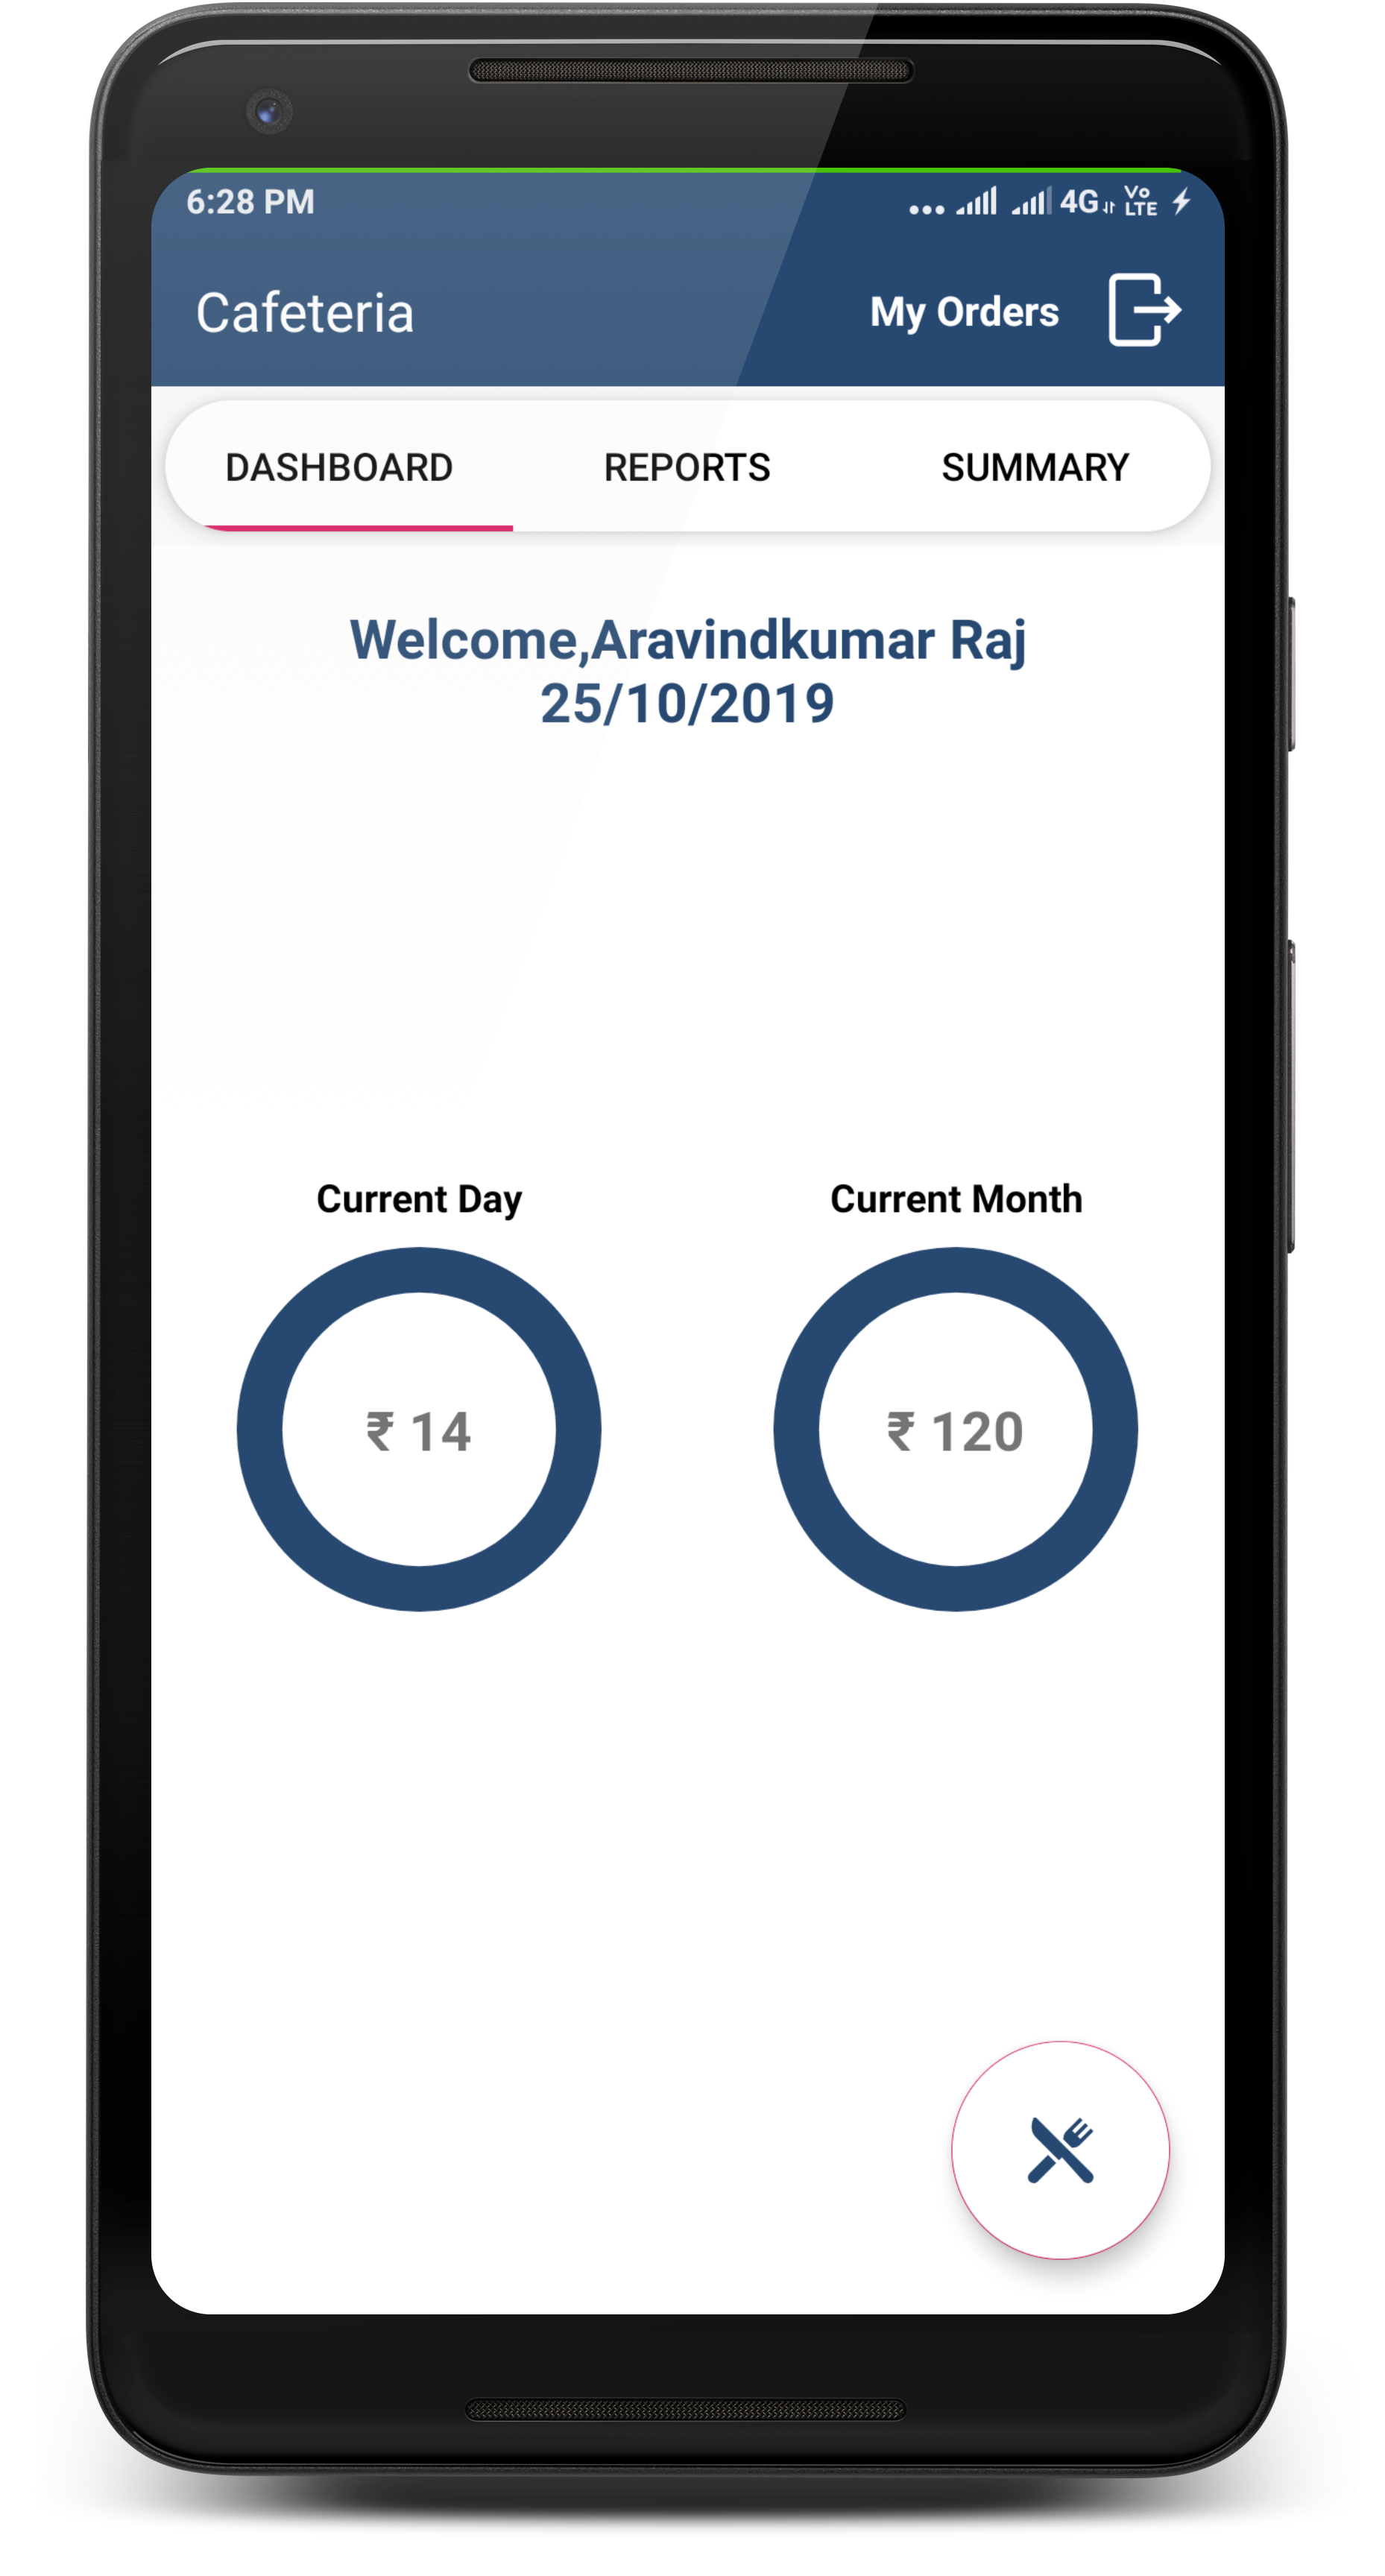 6:28 PM
4G Vo LTE
Cafeteria
My Orders
DASHBOARD
REPORTS
SUMMARY
Welcome,Aravindkumar Raj
25/10/2019
Current Day
Current Month
₹ 14
₹ 120